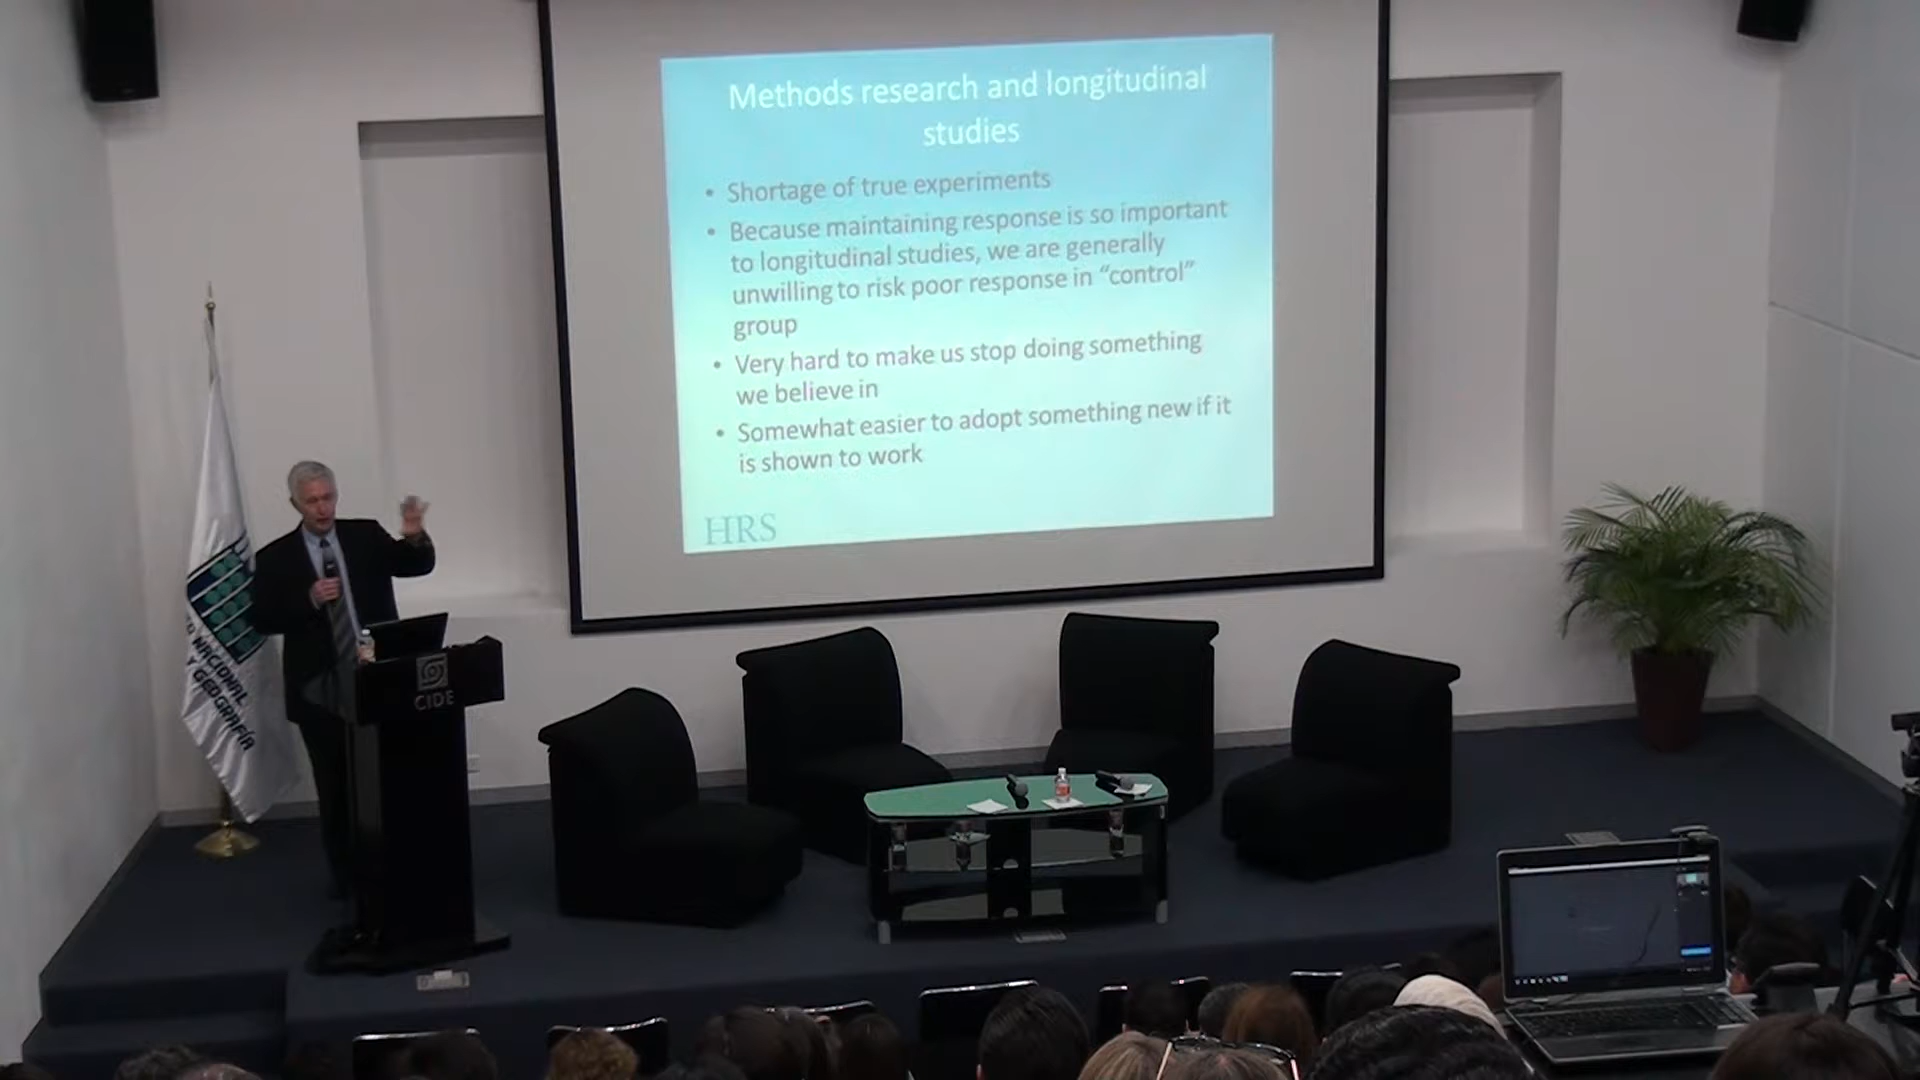 Methods research and longitudinal
studies
• Shortage of true experiments
• Because maintaining response is so important
to longitudinal studies, we are generally
unwilling to risk poor response in “control”
group
• Very hard to make us stop doing something
we believe in
• Somewhat easier to adopt something new if it
is shown to work
HRS
NACIONAL
Y GEOGRAFÍA
CIDE